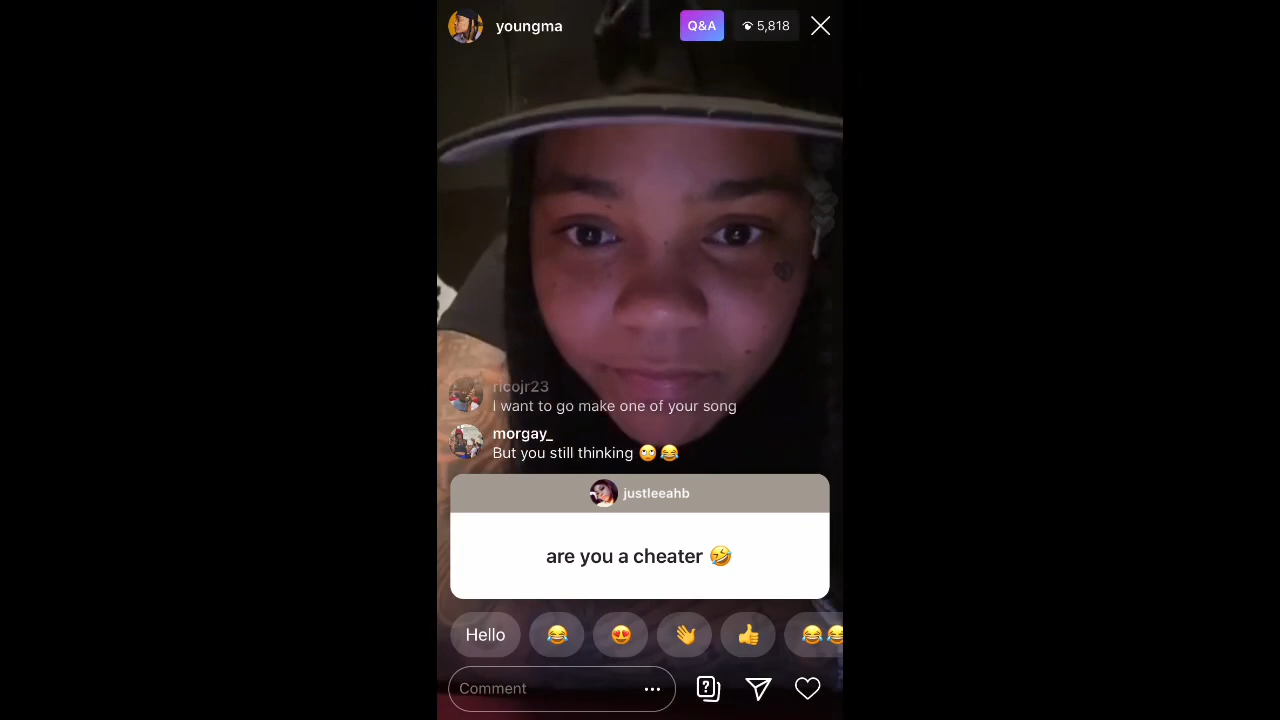 youngma
Q&A
5,818
ricojr23
I want to go make one of your song
morgay_
But you still thinking 🙄😂
justleeahb
are you a cheater 🤣
Hello
Comment